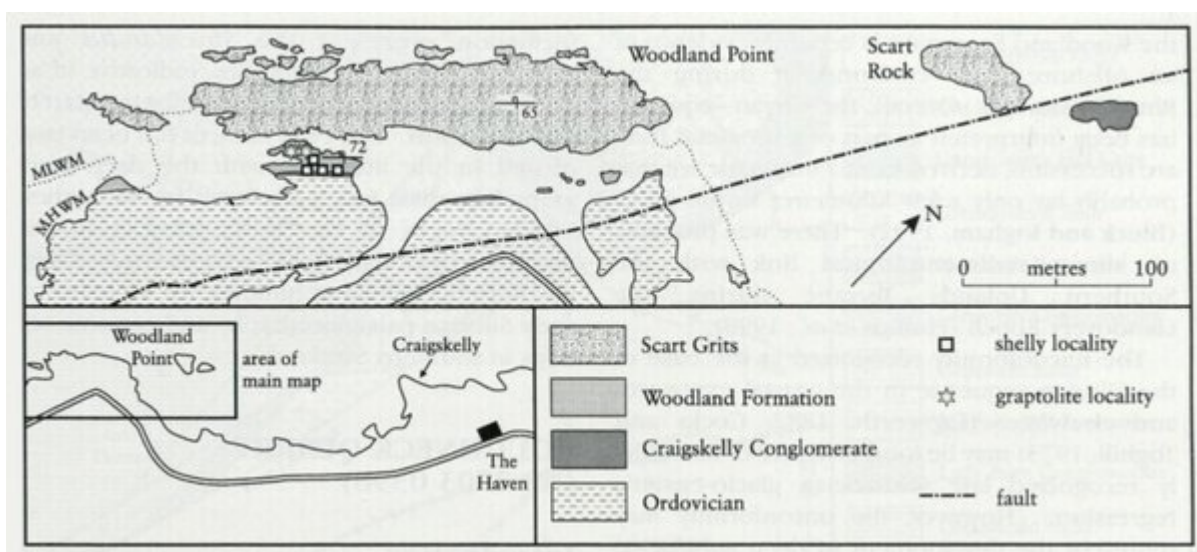 Woodland Point
Scart
Rock
63
72
MLWM
MHWM
N
0 metres 100
Woodland
Point
area of
main map
Craigskelly
The
Haven
Scart Grits
Woodland Formation
Craigskelly Conglomerate
Ordovician
shelly locality
graptolite locality
fault